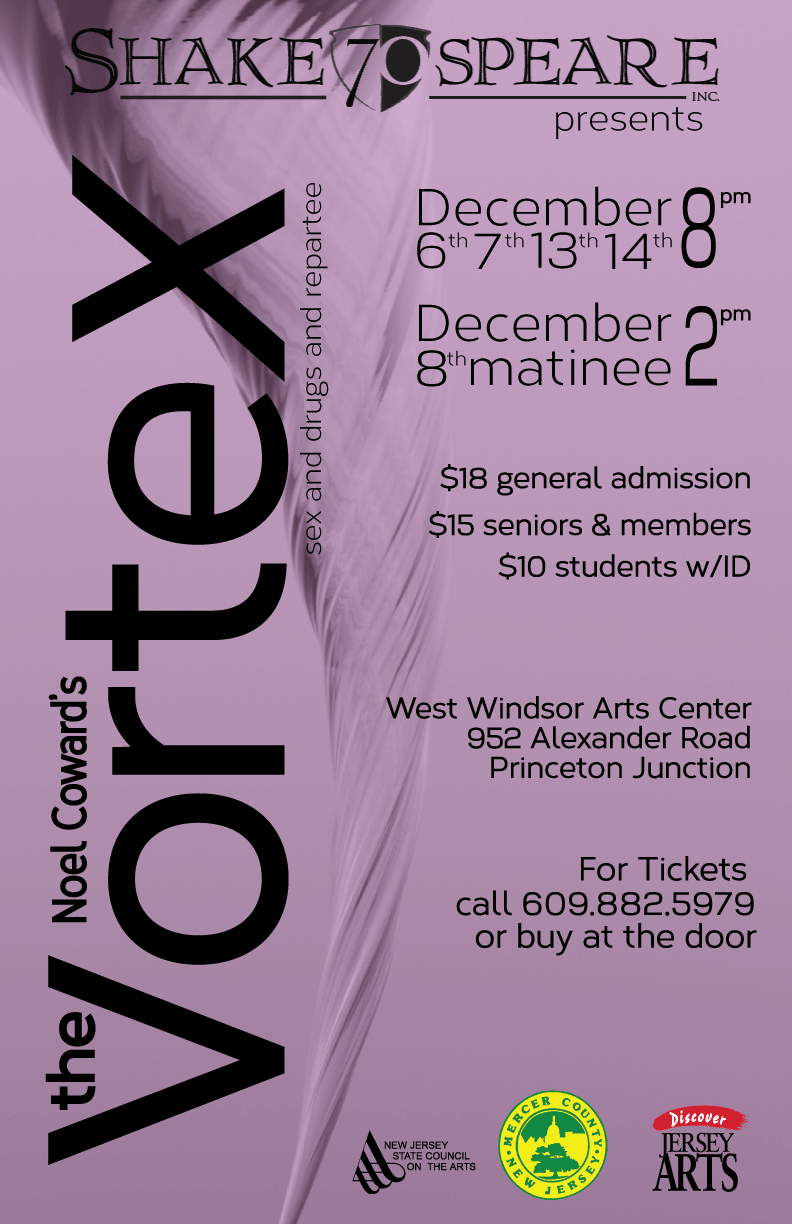 SHAKE 70 SPEARE
INC.
presents
the Vortex
Noel Coward's
sex and drugs and repartee
December 8pm
6th 7th 13th 14th
December 2pm
8th matinee
$18 general admission
$15 seniors & members
$10 students w/ID
West Windsor Arts Center
952 Alexander Road
Princeton Junction
For Tickets
call 609.882.5979
or buy at the door
NEW JERSEY
STATE COUNCIL
ON THE ARTS
MERCER COUNTY
NEW JERSEY
Discover
JERSEY
ARTS